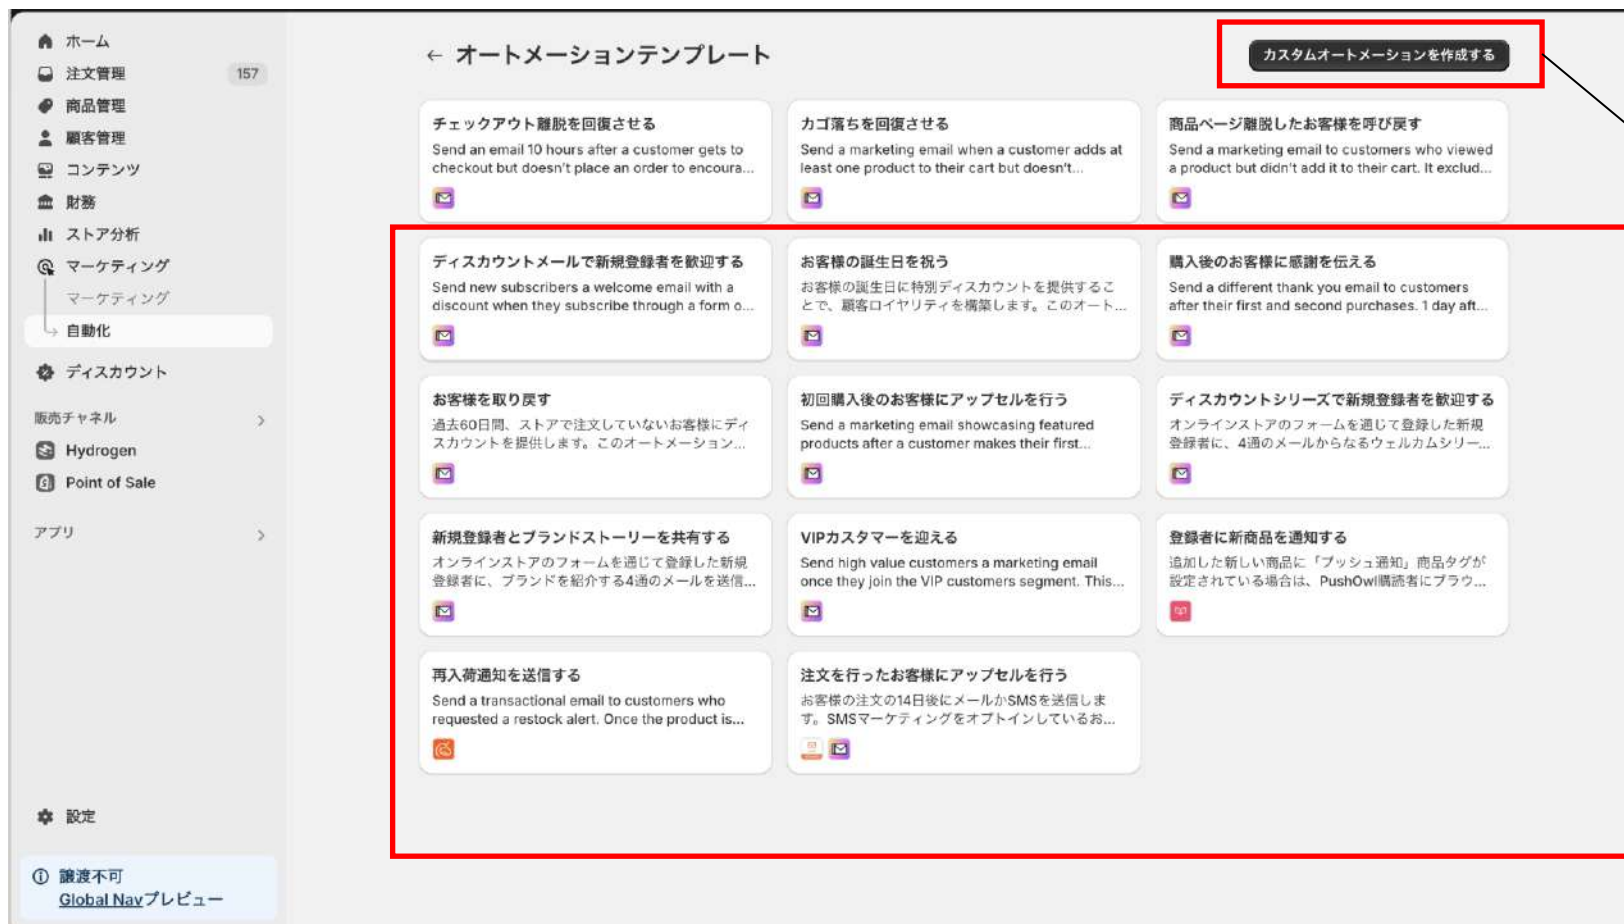 ホーム
注文管理 157
商品管理
顧客管理
コンテンツ
財務
ストア分析
マーケティング
マーケティング
自動化
ディスカウント
販売チャネル
Hydrogen
Point of Sale
アプリ
設定
譲渡不可
Global Navプレビュー
← オートメーションテンプレート
カスタムオートメーションを作成する
チェックアウト離脱を回復させる
Send an email 10 hours after a customer gets to
checkout but doesn't place an order to encoura...
カゴ落ちを回復させる
Send a marketing email when a customer adds at
least one product to their cart but doesn't...
商品ページ離脱したお客様を呼び戻す
Send a marketing email to customers who viewed
a product but didn't add it to their cart. It exclud...
ディスカウントメールで新規登録者を歓迎する
Send new subscribers a welcome email with a
discount when they subscribe through a form o...
お客様の誕生日を祝う
お客様の誕生日に特別ディスカウントを提供するこ
とで、顧客ロイヤリティを構築します。このオート...
購入後のお客様に感謝を伝える
Send a different thank you email to customers
after their first and second purchases. 1 day aft...
お客様を取り戻す
過去60日間、ストアで注文していないお客様にディ
スカウントを提供します。このオートメーション...
初回購入後のお客様にアップセルを行う
Send a marketing email showcasing featured
products after a customer makes their first...
ディスカウントシリーズで新規登録者を歓迎する
オンラインストアのフォームを通じて登録した新規
登録者に、4通のメールからなるウェルカムシリー...
新規登録者とブランドストーリーを共有する
オンラインストアのフォームを通じて登録した新規
登録者に、ブランドを紹介する4通のメールを送信...
VIPカスタマーを迎える
Send high value customers a marketing email
once they join the VIP customers segment. This...
登録者に新商品を通知する
追加した新しい商品に「プッシュ通知」商品タグが
設定されている場合は、PushOwl購読者にブラウ...
再入荷通知を送信する
Send a transactional email to customers who
requested a restock alert. Once the product is...
注文を行ったお客様にアップセルを行う
お客様の注文の14日後にメールかSMSを送信しま
す。SMSマーケティングをオプトインしているお...